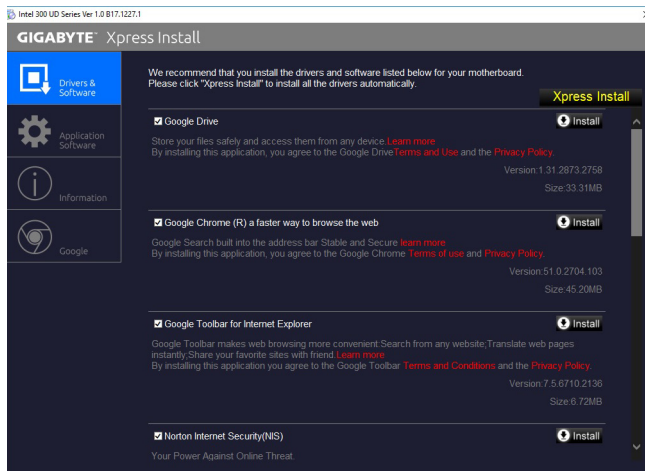 Intel 300 UD Series Ver 1.0 B17.1227.1
GIGABYTE™ Xpress Install
Drivers & Software
Application Software
Information
Google
We recommend that you install the drivers and software listed below for your motherboard.
Please click "Xpress Install" to install all the drivers automatically.
Xpress Install
Google Drive
Install
Store your files safely and access them from any device.Learn more
By installing this application, you agree to the Google DriveTerms and Use and the Privacy Policy.
Version:1.31.2873.2758
Size:33.31MB
Google Chrome (R) a faster way to browse the web
Install
Google Search built into the address bar Stable and Secure learn more
By installing this application, you agree to the Google Chrome Terms of use and Privacy Policy.
Version:51.0.2704.103
Size:45.20MB
Google Toolbar for Internet Explorer
Install
Google Toolbar makes web browsing more convenient:Search from any website;Translate web pages
instantly;Share your favorite sites with friend.Learn more
By installing this application you agree to the Google Toolbar Terms and Conditions and the Privacy Policy.
Version:7.5.6710.2136
Size:6.72MB
Norton Internet Security(NIS)
Install
Your Power Against Online Threat.